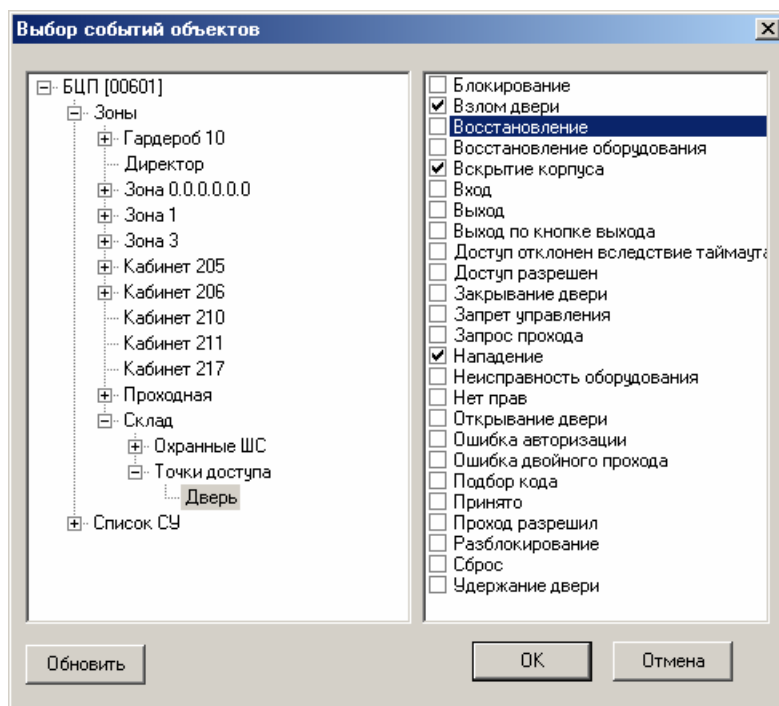 Выбор событий объектов
БЦП [00601]
Зоны
Гардероб 10
Директор
Зона 0.0.0.0.0.0
Зона 1
Зона 3
Кабинет 205
Кабинет 206
Кабинет 210
Кабинет 211
Кабинет 217
Проходная
Склад
Охранные ШС
Точки доступа
Дверь
Список СУ
Блокирование
Взлом двери
Восстановление
Восстановление оборудования
Вскрытие корпуса
Вход
Выход
Выход по кнопке выхода
Доступ отклонен вследствие таймаута
Доступ разрешен
Закрывание двери
Запрет управления
Запрос прохода
Нападение
Неисправность оборудования
Нет прав
Открывание двери
Ошибка авторизации
Ошибка двойного прохода
Подбор кода
Принято
Проход разрешил
Разблокирование
Сброс
Удержание двери
Обновить
OK
Отмена